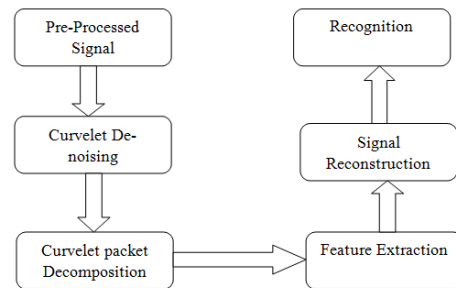 Pre-Processed
Signal
Curvelet De-
noising
Curvelet packet
Decomposition
Feature Extraction
Signal
Reconstruction
Recognition